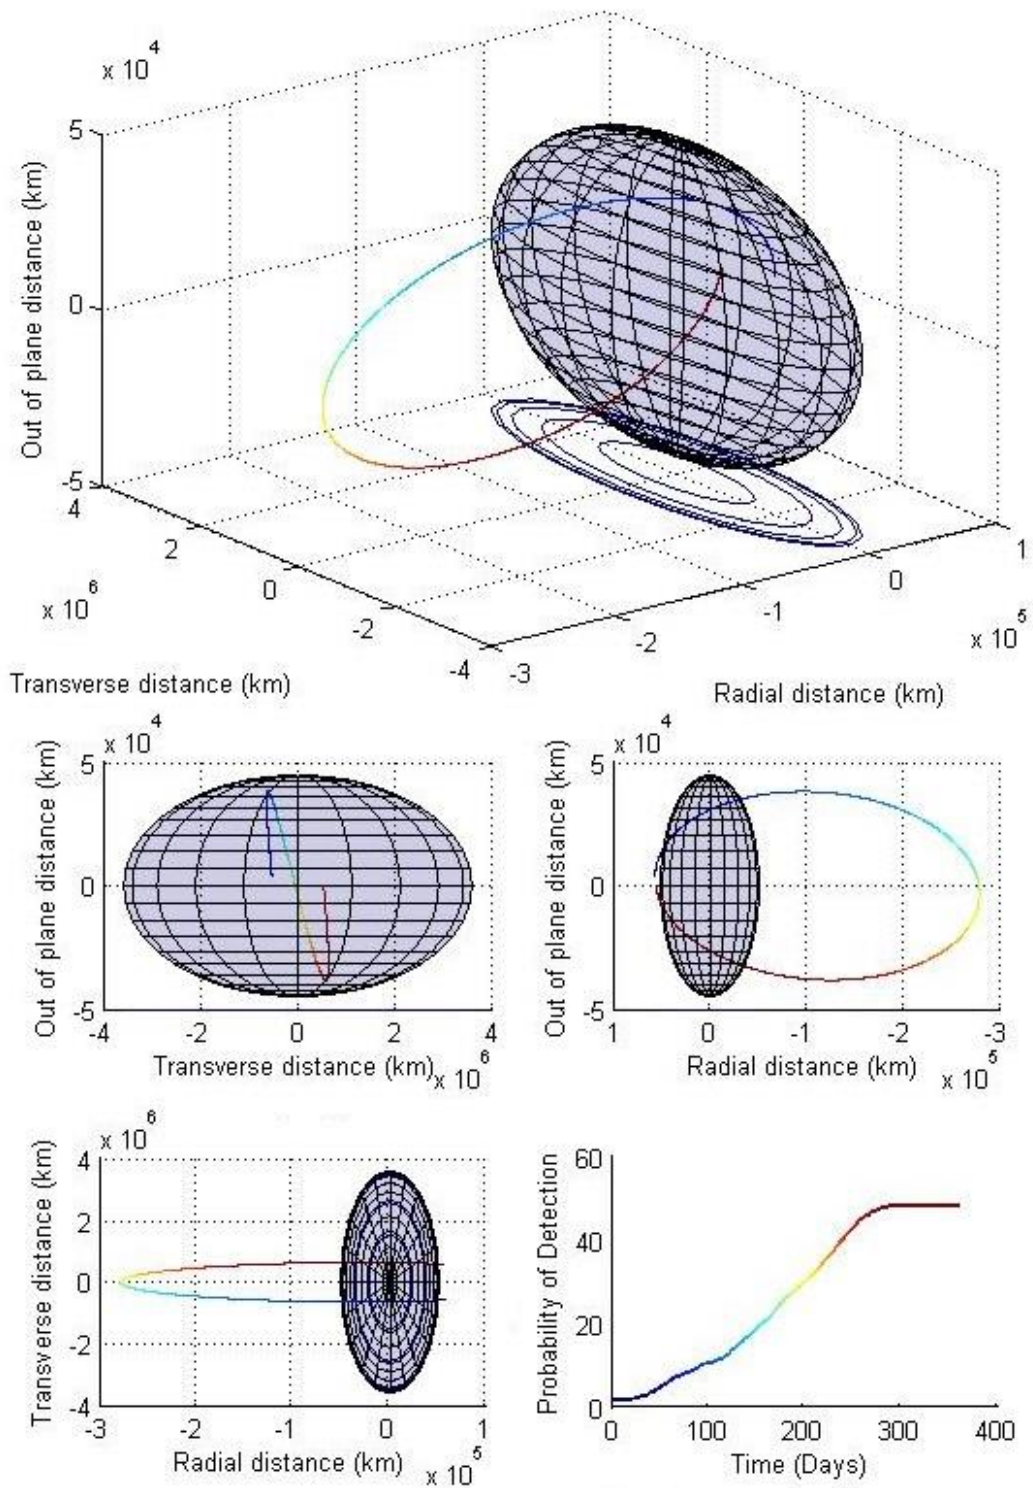 x 10^4
5
0
-5
Out of plane distance (km)
4
2
0
-2
-4
x 10^6
Transverse distance (km)
-3
-2
-1
0
1
x 10^5
Radial distance (km)
x 10^4
5
0
-5
Out of plane distance (km)
-4 -2 0 2 4
Transverse distance (km) x 10^6
x 10^4
5
0
-5
Out of plane distance (km)
1 0 -1 -2 -3
Radial distance (km) x 10^5
x 10^6
4
2
0
-2
-4
Transverse distance (km)
-3 -2 -1 0 1
Radial distance (km) x 10^5
60
40
20
0
Probability of Detection
0 100 200 300 400
Time (Days)